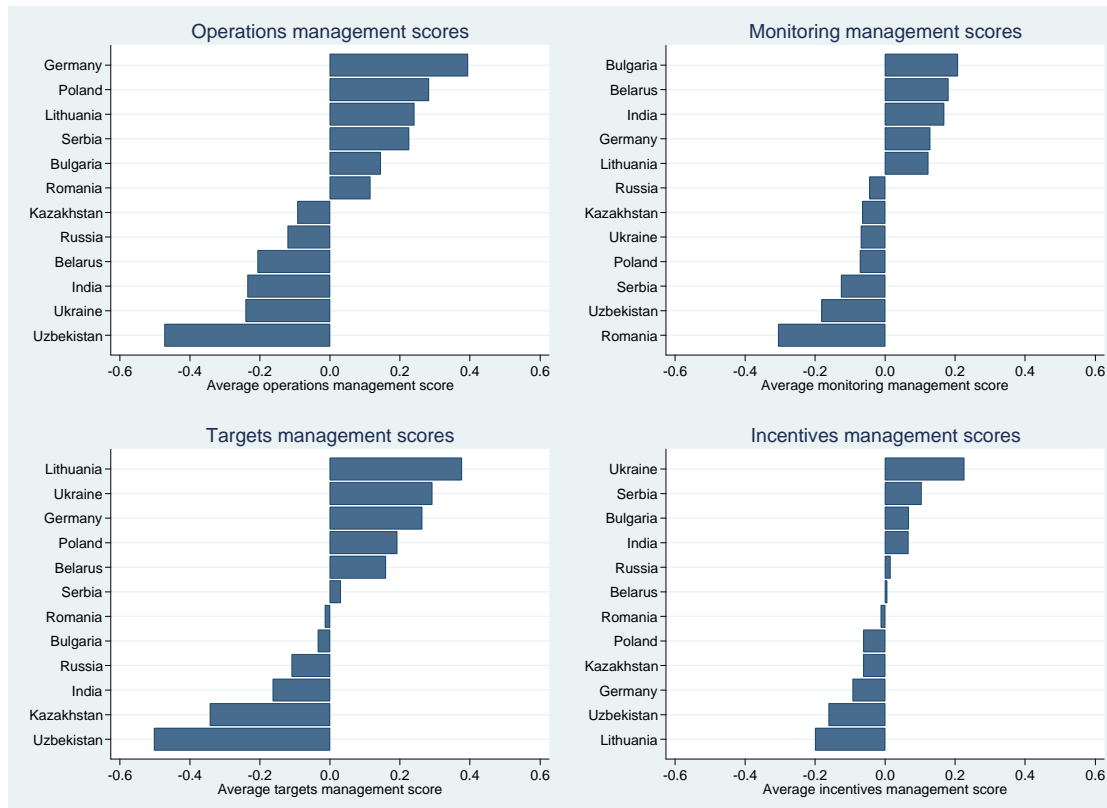 Operations management scores
Germany
Poland
Lithuania
Serbia
Bulgaria
Romania
Kazakhstan
Russia
Belarus
India
Ukraine
Uzbekistan
-0.6 -0.4 -0.2 0.0 0.2 0.4 0.6
Average operations management score
Monitoring management scores
Bulgaria
Belarus
India
Germany
Lithuania
Russia
Kazakhstan
Ukraine
Poland
Serbia
Uzbekistan
Romania
-0.6 -0.4 -0.2 0.0 0.2 0.4 0.6
Average monitoring management score
Targets management scores
Lithuania
Ukraine
Germany
Poland
Belarus
Serbia
Romania
Bulgaria
Russia
India
Kazakhstan
Uzbekistan
-0.6 -0.4 -0.2 0.0 0.2 0.4 0.6
Average targets management score
Incentives management scores
Ukraine
Serbia
Bulgaria
India
Russia
Belarus
Romania
Poland
Kazakhstan
Germany
Uzbekistan
Lithuania
-0.6 -0.4 -0.2 0.0 0.2 0.4 0.6
Average incentives management score